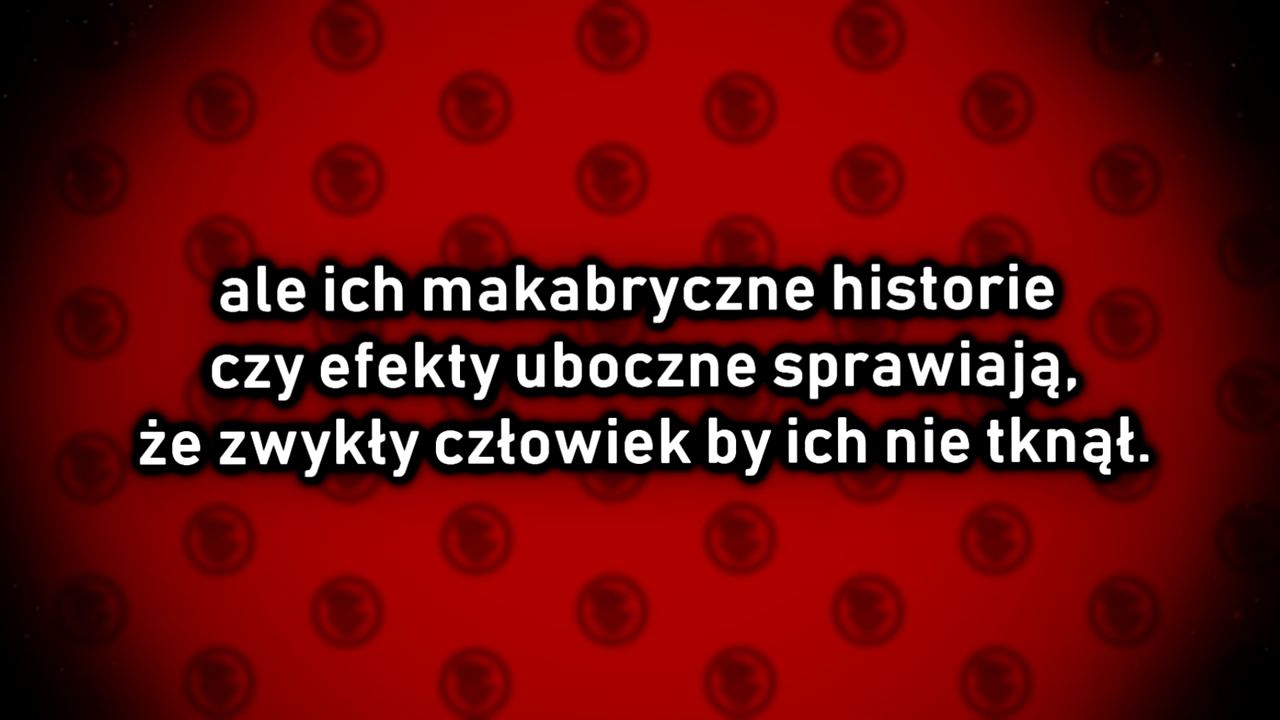 ale ich makabryczne historie
czy efekty uboczne sprawiają,
że zwykły człowiek by ich nie tknął.